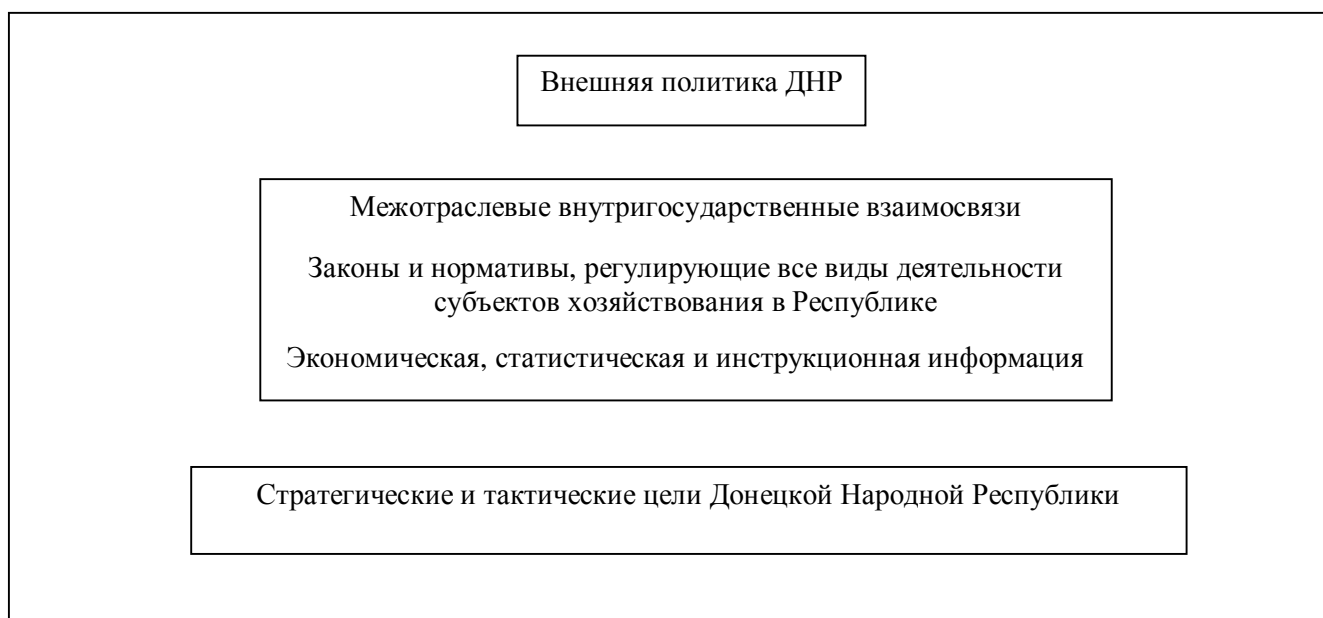 Внешняя политика ДНР
Межотраслевые внутригосударственные взаимосвязи
Законы и нормативы, регулирующие все виды деятельности
субъектов хозяйствования в Республике
Экономическая, статистическая и инструкционная информация
Стратегические и тактические цели Донецкой Народной Республики